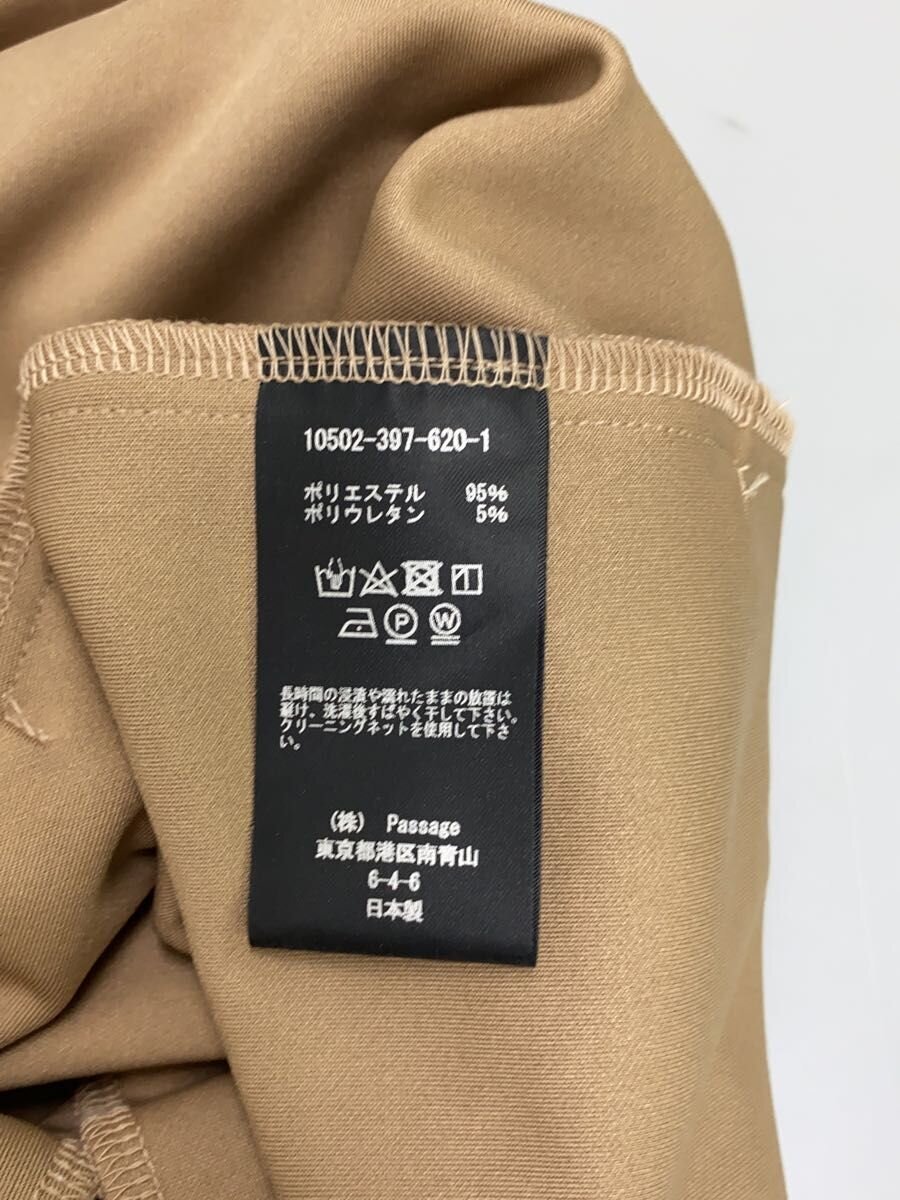 10502-397-620-1
ポリエステル 95%
ポリウレタン 5%
P W
長時間の浸漬や濡れたままの放置は
避け、洗濯後すばやく干して下さい。
クリーニングネットを使用して下さ
い。
(株) Passage
東京都港区南青山
6-4-6
日本製